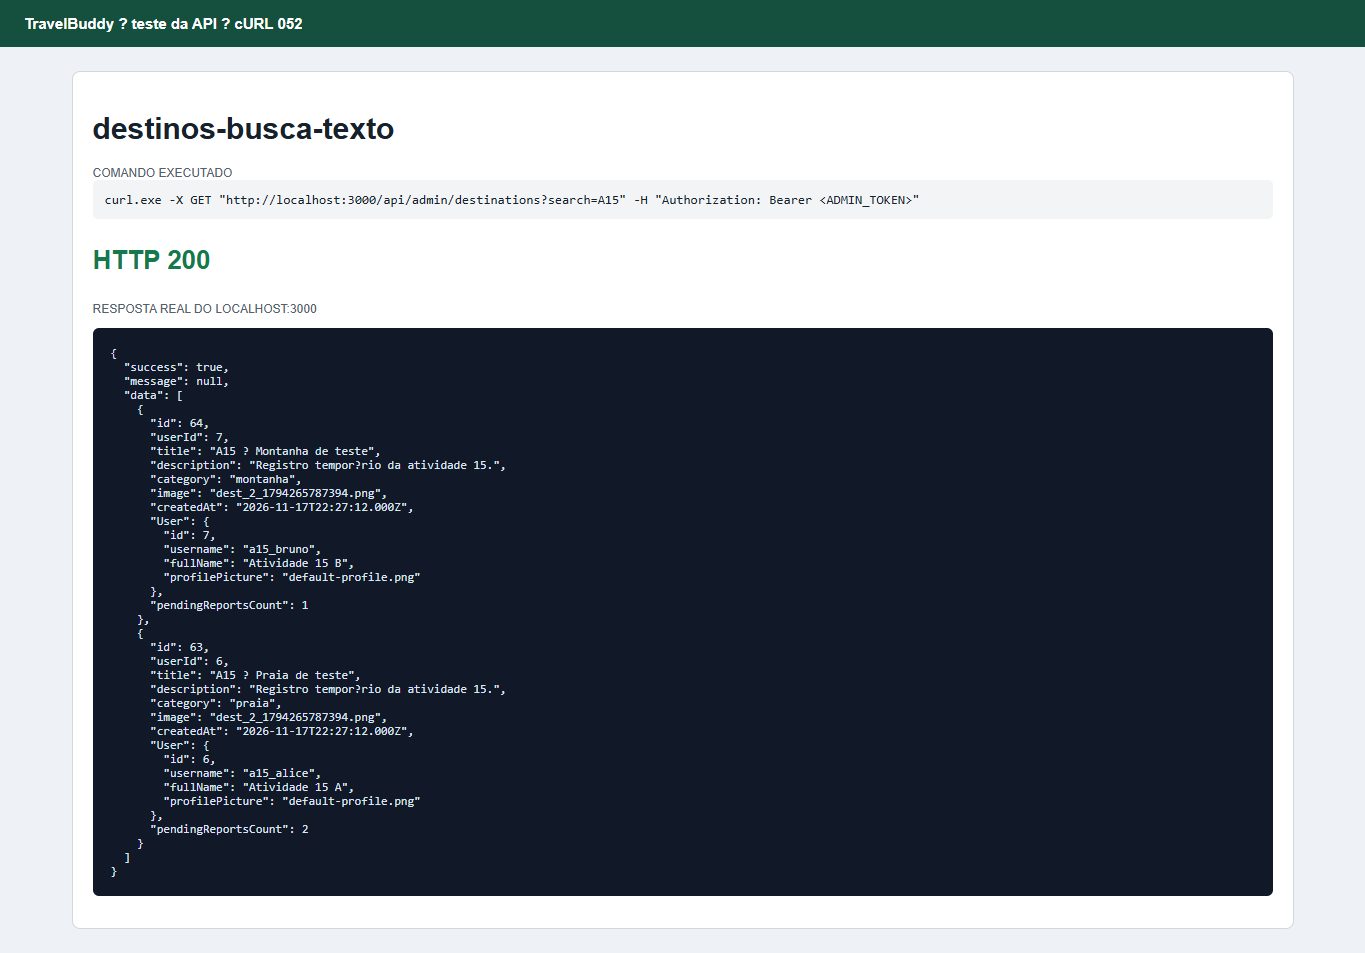 TravelBuddy ? teste da API ? cURL 052
destinos-busca-texto
COMANDO EXECUTADO
curl.exe -X GET "http://localhost:3000/api/admin/destinations?search=A15" -H "Authorization: Bearer <ADMIN_TOKEN>"
HTTP 200
RESPOSTA REAL DO LOCALHOST:3000
{
  "success": true,
  "message": null,
  "data": [
    {
      "id": 64,
      "userId": 7,
      "title": "A15 ? Montanha de teste",
      "description": "Registro tempor?rio da atividade 15.",
      "category": "montanha",
      "image": "dest_2_1794265787394.png",
      "createdAt": "2026-11-17T22:27:12.000Z",
      "User": {
        "id": 7,
        "username": "a15_bruno",
        "fullName": "Atividade 15 B",
        "profilePicture": "default-profile.png"
      },
      "pendingReportsCount": 1
    },
    {
      "id": 63,
      "userId": 6,
      "title": "A15 ? Praia de teste",
      "description": "Registro tempor?rio da atividade 15.",
      "category": "praia",
      "image": "dest_2_1794265787394.png",
      "createdAt": "2026-11-17T22:27:12.000Z",
      "User": {
        "id": 6,
        "username": "a15_alice",
        "fullName": "Atividade 15 A",
        "profilePicture": "default-profile.png"
      },
      "pendingReportsCount": 2
    }
  ]
}